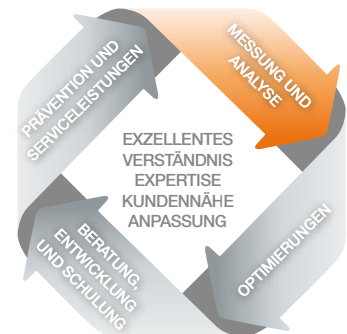 PRÄVENTION UND
SERVICELEISTUNGEN
MESSUNG UND
ANALYSE
EXZELLENTES
VERSTÄNDNIS
EXPERTISE
KUNDENNÄHE
ANPASSUNG
OPTIMIERUNGEN
BERATUNG,
ENTWICKLUNG
UND SCHULUNG